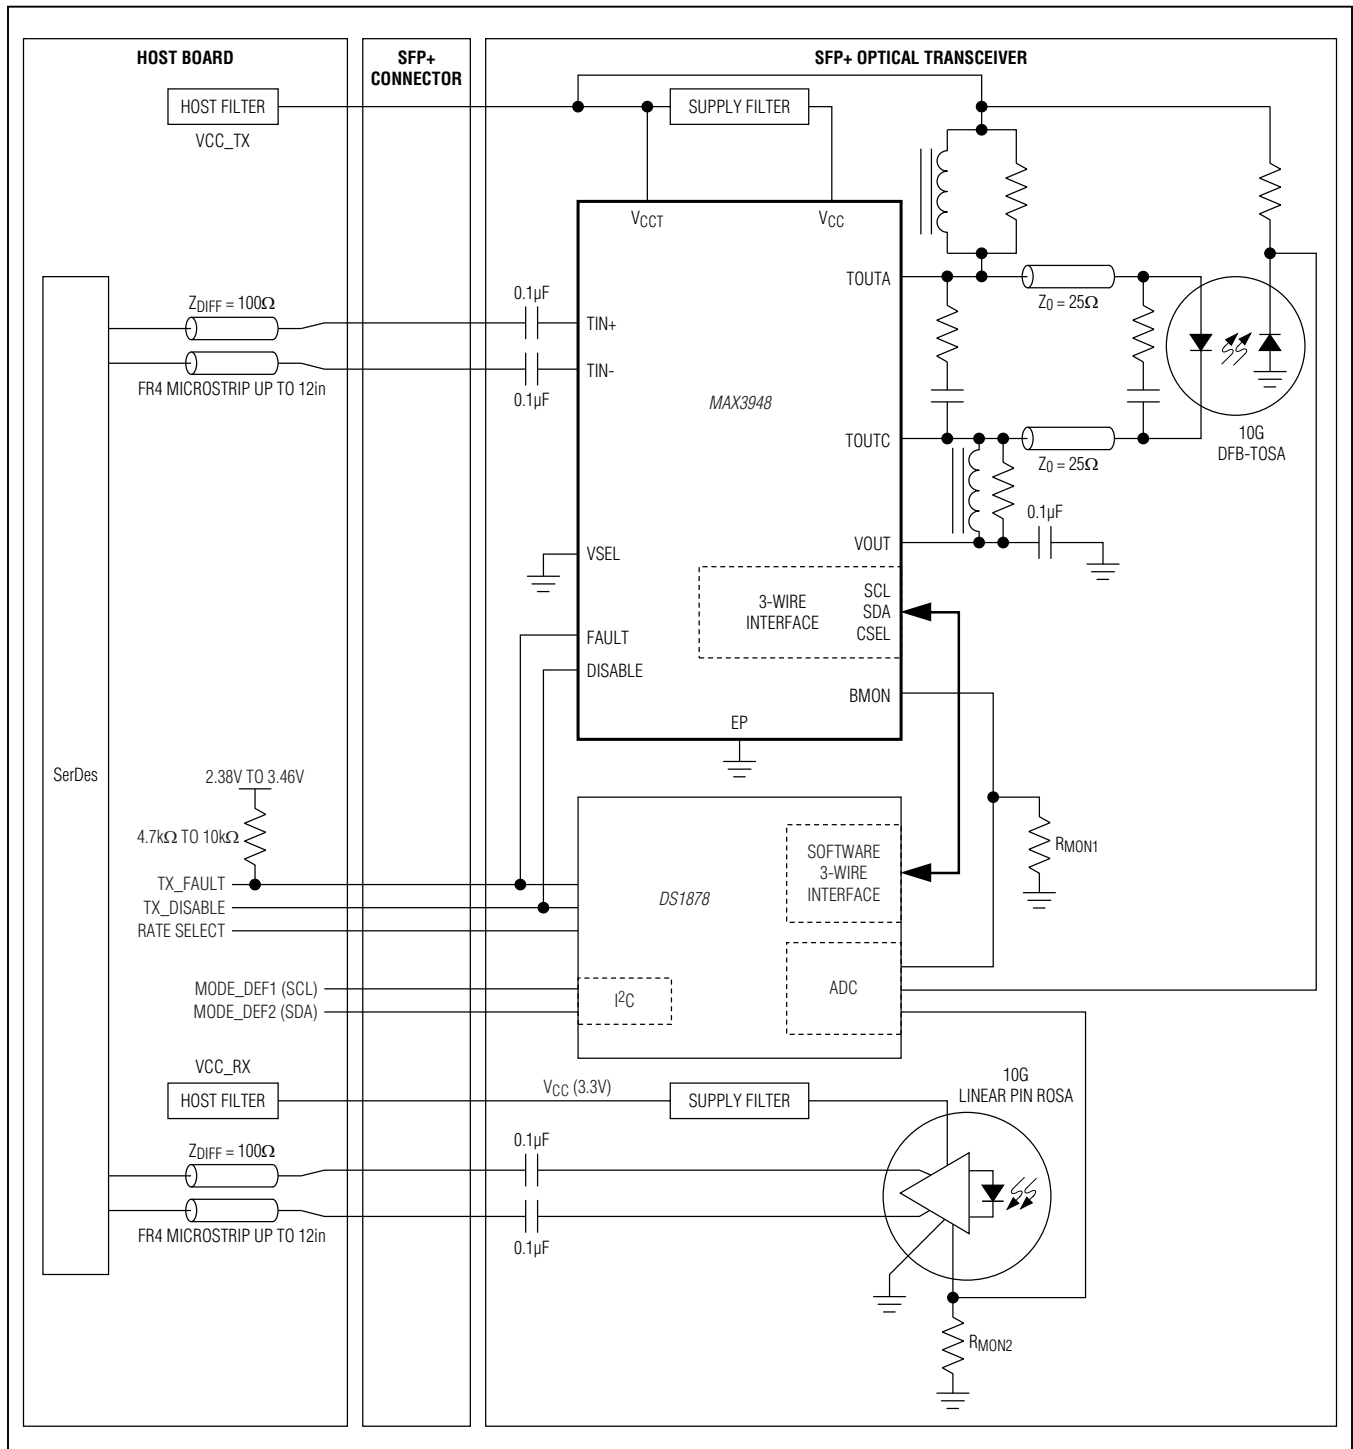 HOST BOARD
SFP+
CONNECTOR
SFP+ OPTICAL TRANSCEIVER
HOST FILTER
VCC_TX
SUPPLY FILTER
VCCT
VCC
TOUTA
Z0 = 25Ω
ZDIFF = 100Ω
0.1µF
TIN+
TIN-
FR4 MICROSTRIP UP TO 12in
0.1µF
MAX3948
TOUTC
Z0 = 25Ω
10G
DFB-TOSA
0.1µF
VOUT
VSEL
3-WIRE
INTERFACE
SCL
SDA
CSEL
FAULT
DISABLE
BMON
EP
SerDes
2.38V TO 3.46V
4.7kΩ TO 10kΩ
RMON1
SOFTWARE
3-WIRE
INTERFACE
TX_FAULT
TX_DISABLE
RATE SELECT
DS1878
MODE_DEF1 (SCL)
MODE_DEF2 (SDA)
I2C
ADC
VCC_RX
HOST FILTER
VCC (3.3V)
SUPPLY FILTER
10G
LINEAR PIN ROSA
ZDIFF = 100Ω
0.1µF
FR4 MICROSTRIP UP TO 12in
0.1µF
RMON2